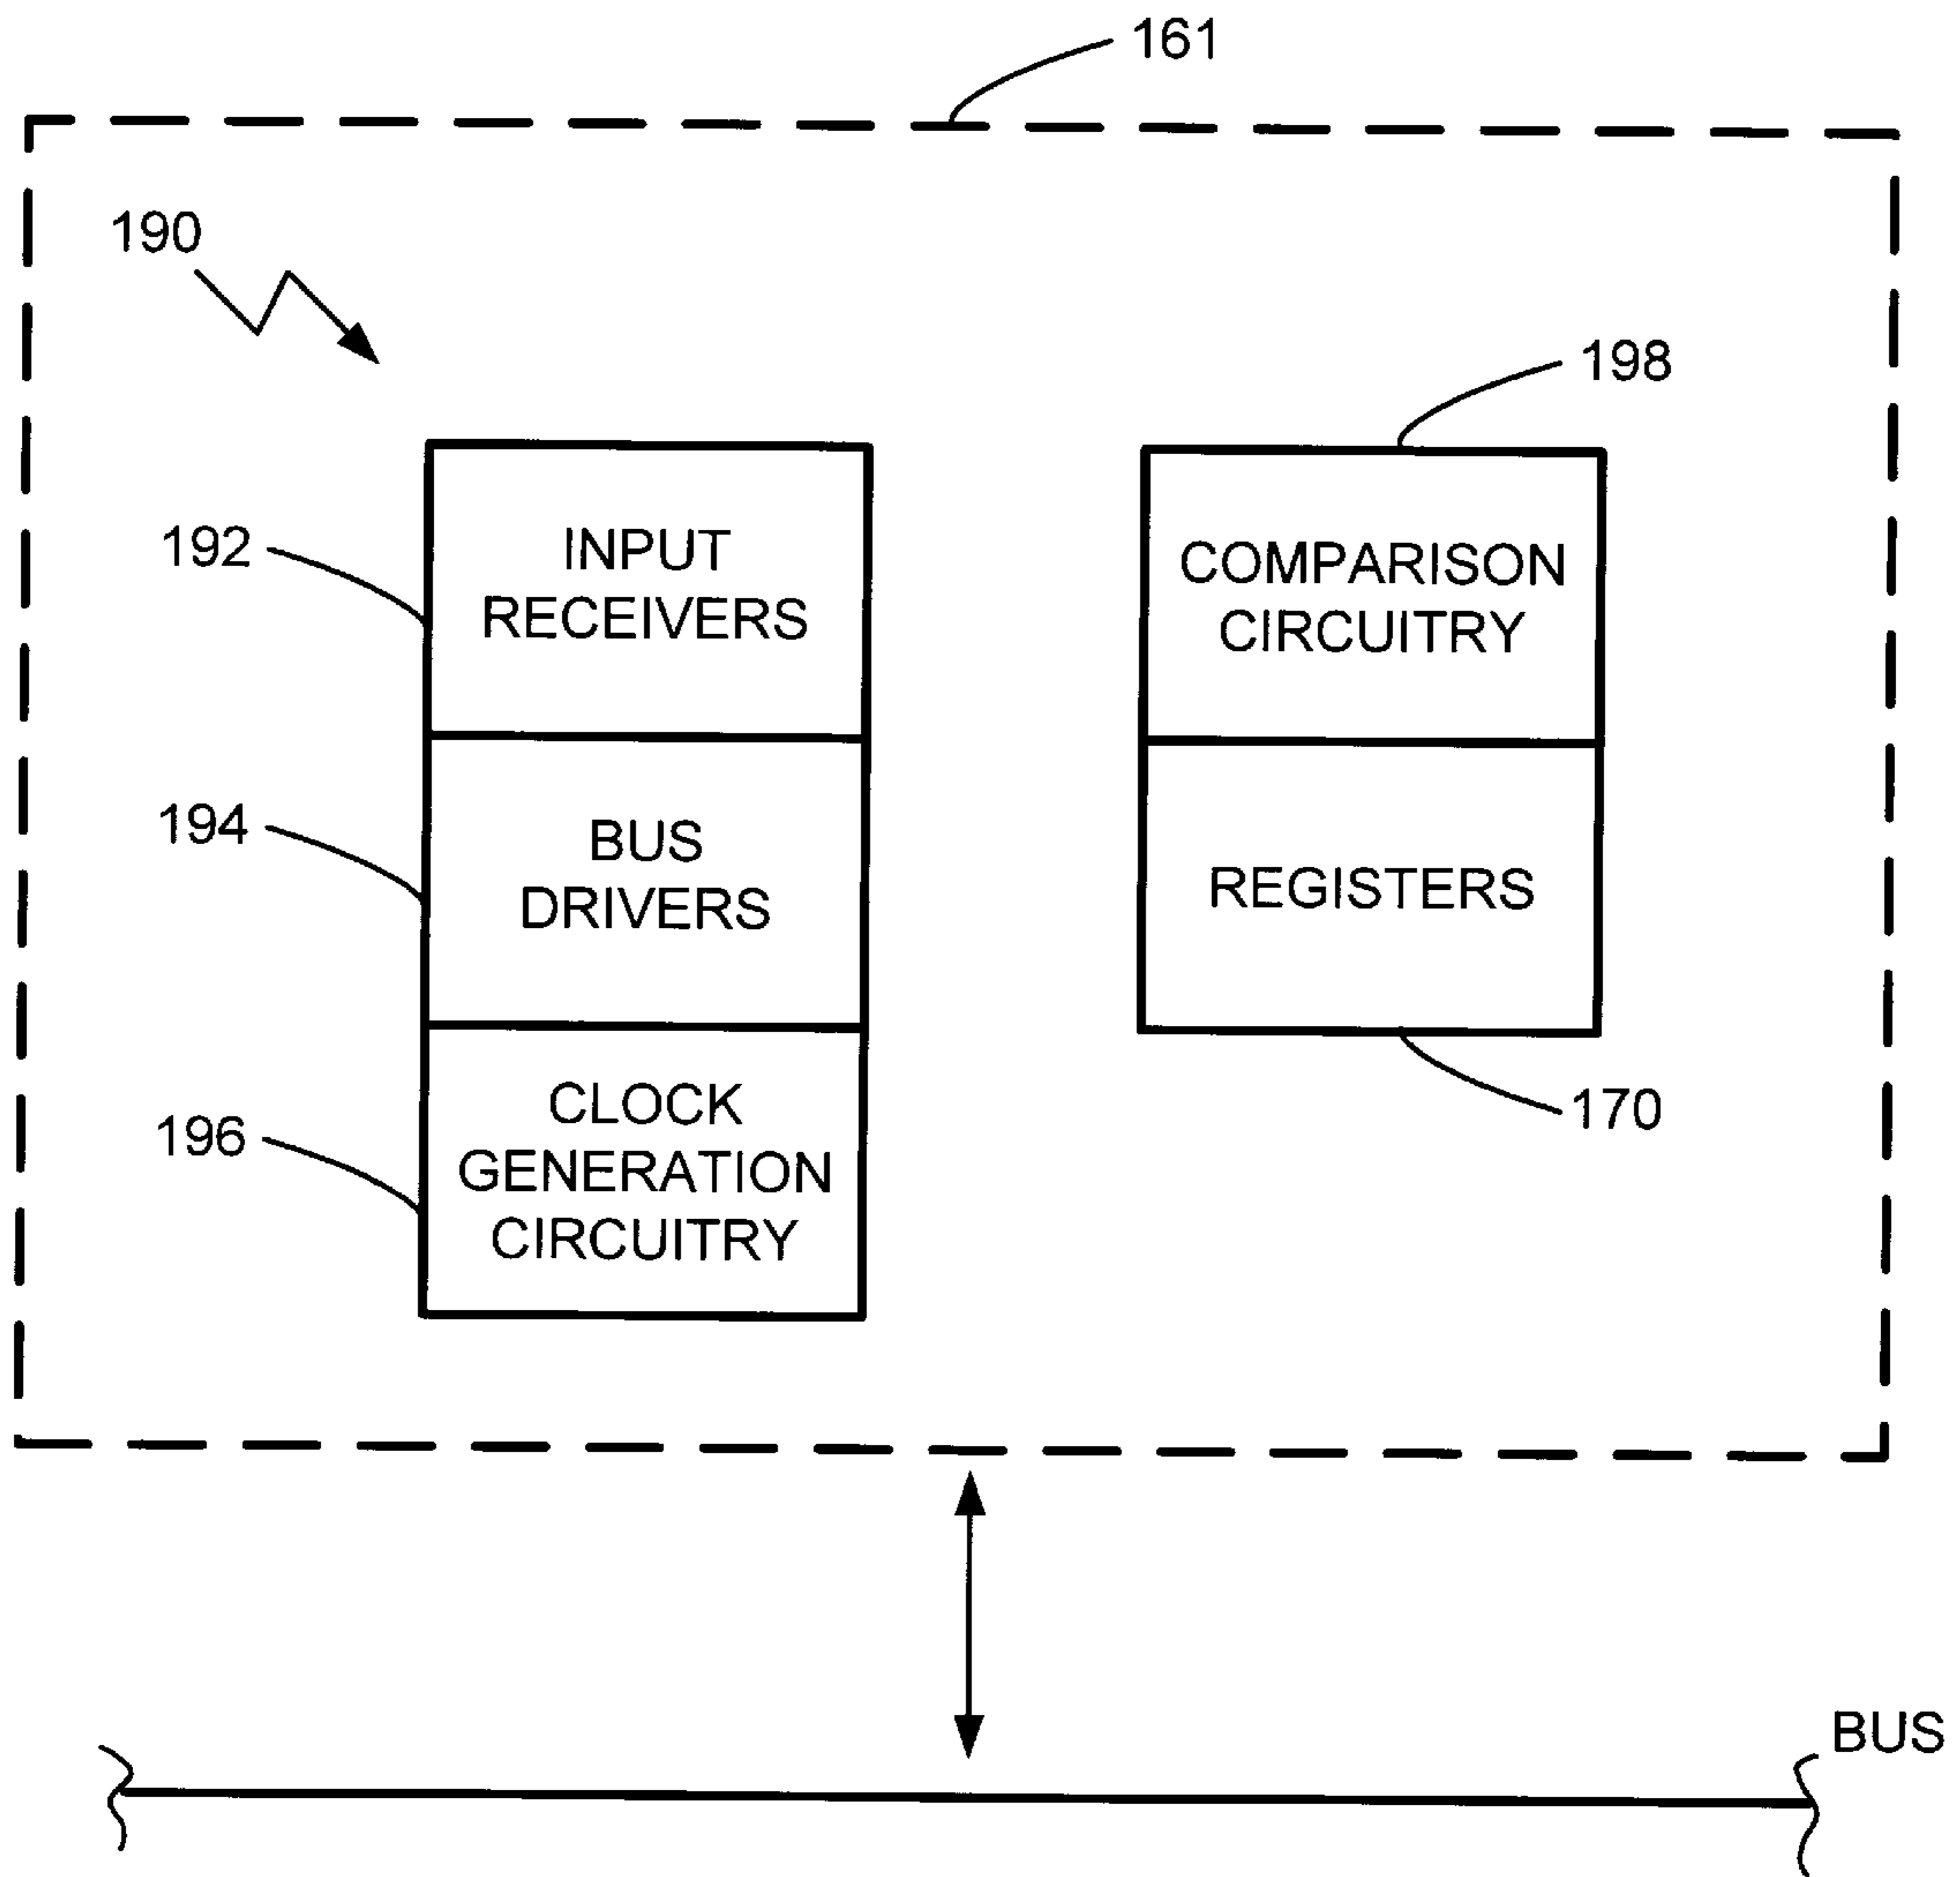 161
190
198
192
INPUT
RECEIVERS
COMPARISON
CIRCUITRY
194
BUS
DRIVERS
REGISTERS
196
CLOCK
GENERATION
CIRCUITRY
170
BUS